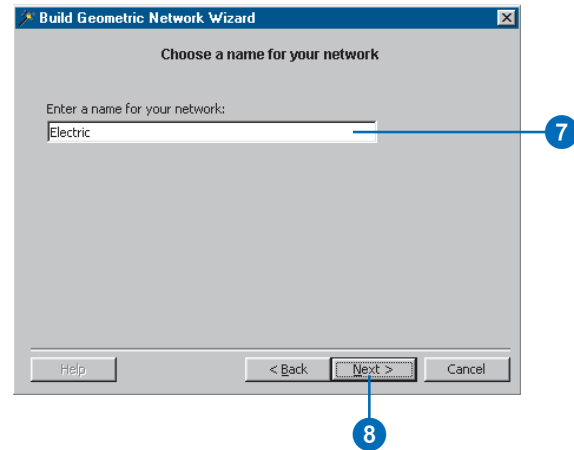 Build Geometric Network Wizard
Choose a name for your network
Enter a name for your network:
Electric
7
Help
< Back
Next >
Cancel
8